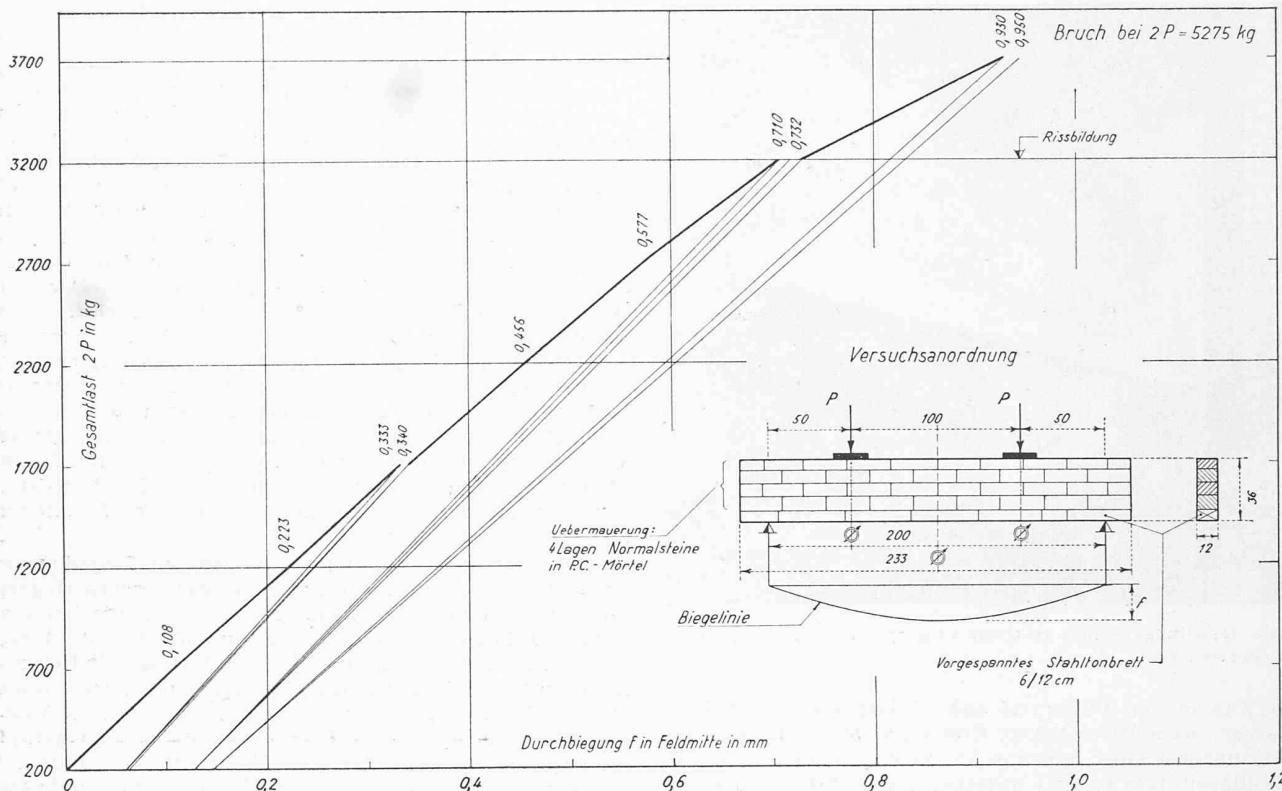 Bruch bei 2 P = 5275 kg
0,930
0,950
3700
0,710
0,732
Rissbildung
3200
0,577
2700
Gesamtlast 2 P in kg
0,456
2200
Versuchsanordnung
P
P
50
100
50
0,333
0,340
1700
36
0,223
Uebermauerung:
4 Lagen Normalsteine
in P.C.-Mörtel
200
12
233
1200
f
Biegelinie
0,108
Vorgespanntes Stahltonbrett
6/12 cm
700
Durchbiegung f in Feldmitte in mm
200
0
0,2
0,4
0,6
0,8
1,0
1,2